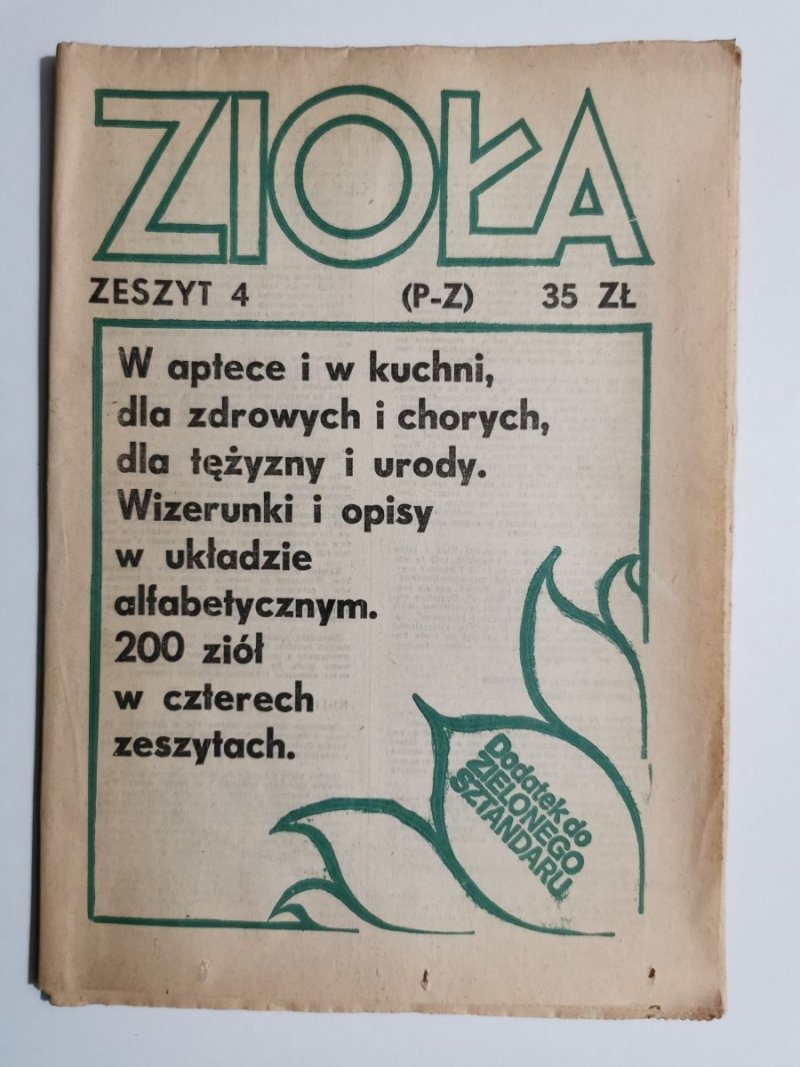 ZIOŁA
ZESZYT 4 (P-Z) 35 ZŁ
W aptece i w kuchni,
dla zdrowych i chorych,
dla tężyzny i urody.
Wizerunki i opisy
w układzie
alfabetycznym.
200 ziół
w czterech
zeszytach.
Dodatek do
ZIELONEGO
SZTANDARU